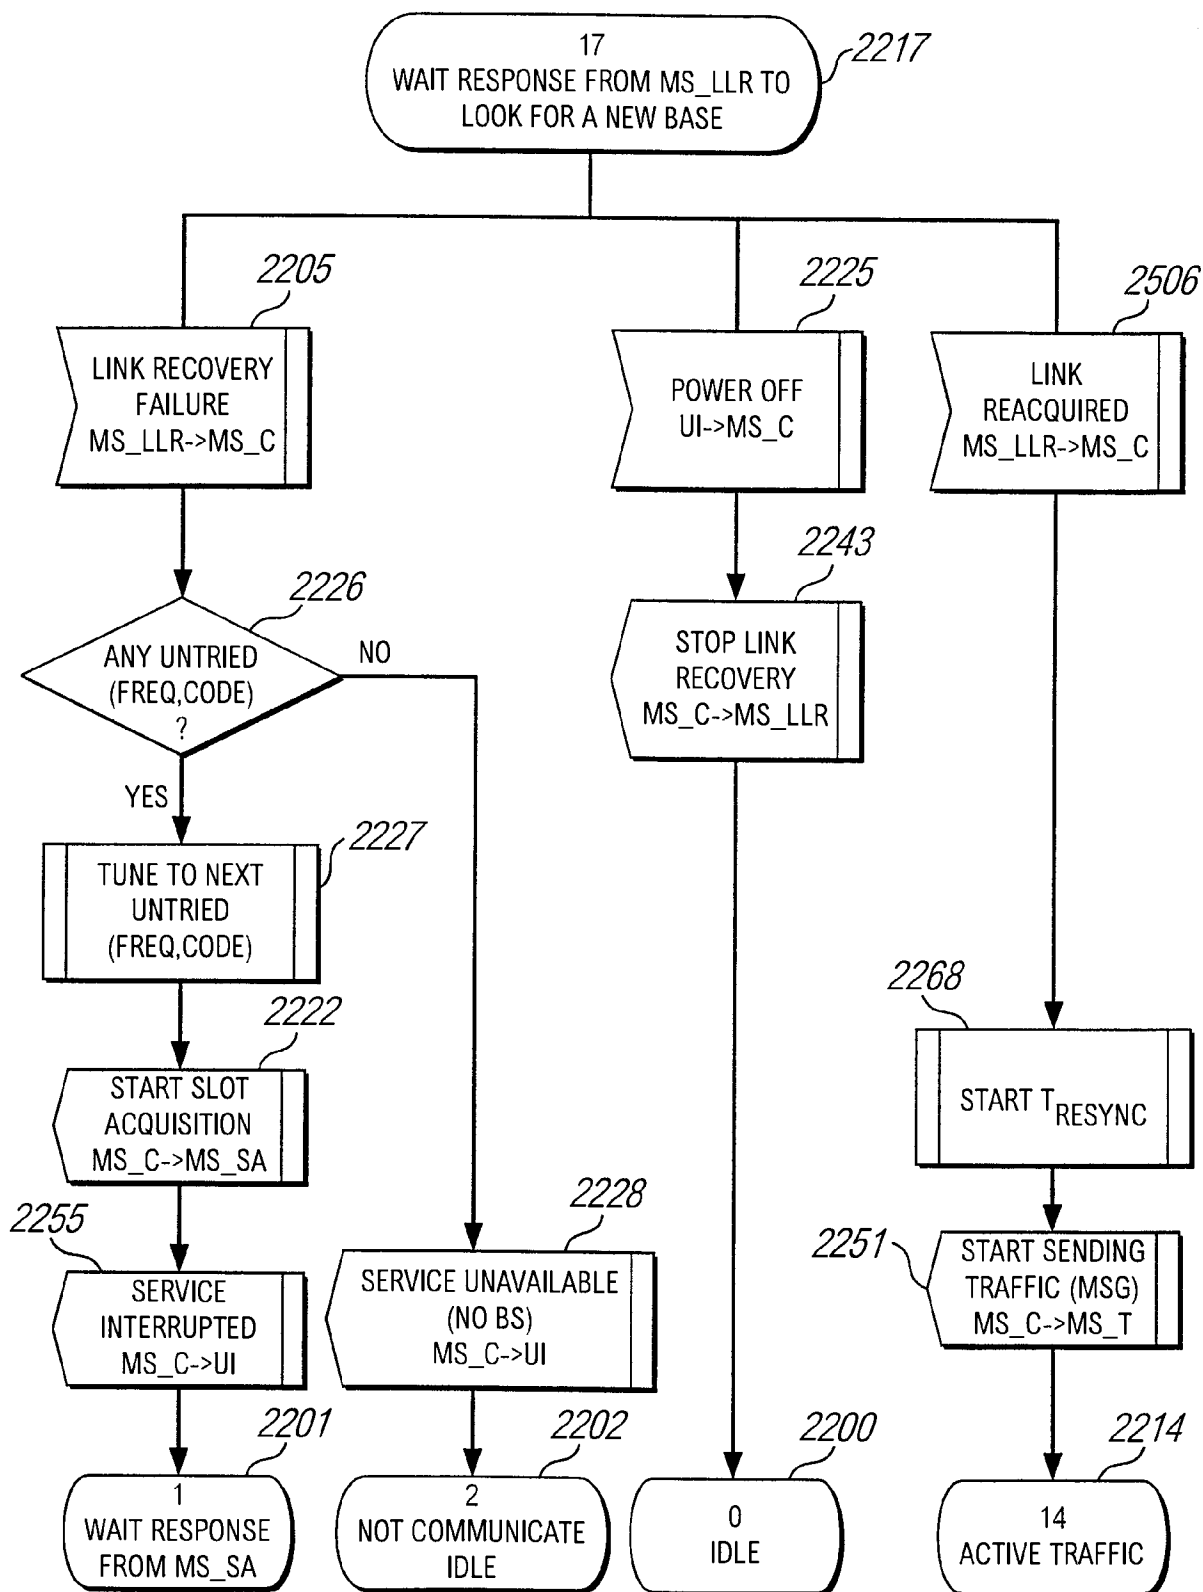 17
WAIT RESPONSE FROM MS_LLR TO
LOOK FOR A NEW BASE
2217
2205
LINK RECOVERY
FAILURE
MS_LLR->MS_C
2225
POWER OFF
UI->MS_C
2506
LINK
REACQUIRED
MS_LLR->MS_C
2226
ANY UNTRIED
(FREQ,CODE)
?
NO
YES
2243
STOP LINK
RECOVERY
MS_C->MS_LLR
2227
TUNE TO NEXT
UNTRIED
(FREQ,CODE)
2222
START SLOT
ACQUISITION
MS_C->MS_SA
2268
START TRESYNC
2255
SERVICE
INTERRUPTED
MS_C->UI
2228
SERVICE UNAVAILABLE
(NO BS)
MS_C->UI
2251
START SENDING
TRAFFIC (MSG)
MS_C->MS_T
2201
1
WAIT RESPONSE
FROM MS_SA
2202
2
NOT COMMUNICATE
IDLE
2200
0
IDLE
2214
14
ACTIVE TRAFFIC